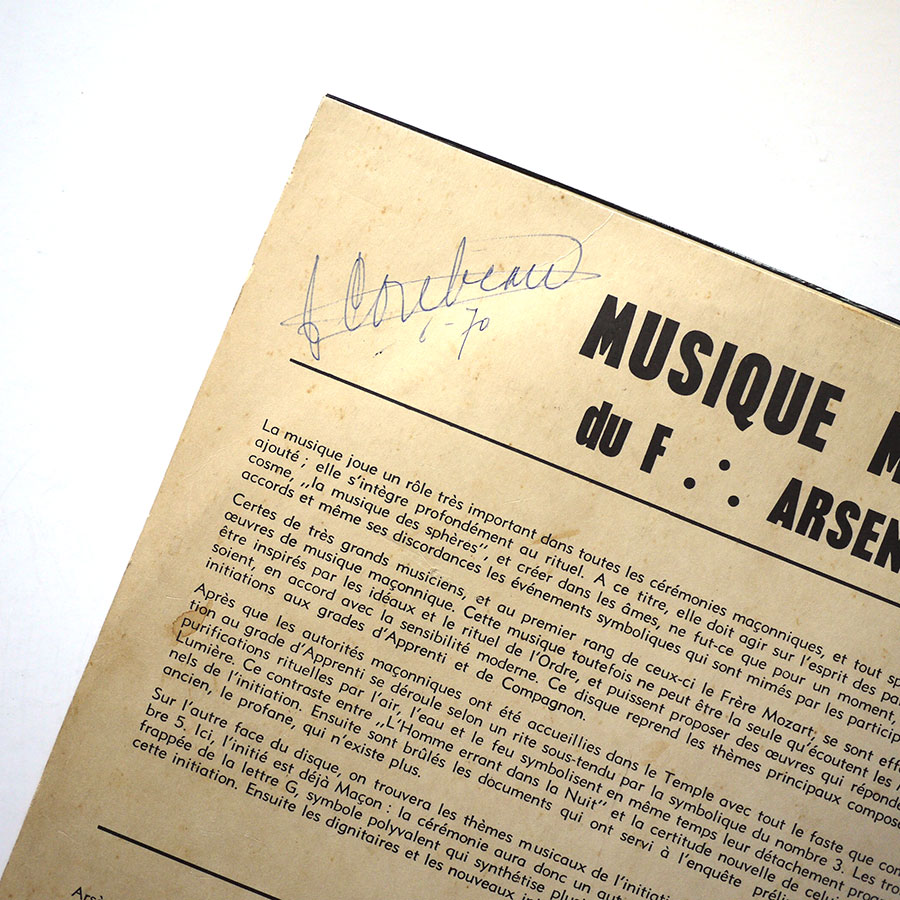 Corebeau
6-70
MUSIQUE M
du F ∴ ARSEN
La musique joue un rôle très important dans toutes les cérémonies maçonniques, et tout sp
ajouté ; elle s'intègre profondément au rituel. A ce titre, elle doit agir sur l'esprit des pa
cosme, ,,la musique des sphères'', et créer dans les âmes, ne fut-ce que pour un moment,
accords et même ses discordances les événements symboliques qui sont mimés par les particip
Certes de très grands musiciens, et au premier rang de ceux-ci le Frère Mozart, se sont eff
œuvres de musique maçonnique. Cette musique toutefois ne peut être la seule qu'écoutent les
être inspirés par les idéaux et le rituel de l'Ordre, et puissent proposer des œuvres qui réponde
soient, en accord avec la sensibilité moderne. Ce disque reprend les thèmes principaux compos
initiations aux grades d'Apprenti et de Compagnon.
Après que les autorités maçonniques ont été accueillies dans le Temple avec tout le faste que com
tion au grade d'Apprenti se déroule selon un rite sous-tendu par la symbolique du nombre 3. Les tro
purifications rituelles par l'air, l'eau et le feu symbolisent en même temps leur détachement prog
Lumière. Ce contraste entre ,,L'Homme errant dans la Nuit'' et la certitude nouvelle de celui
nels de l'initiation. Ensuite sont brûlés les documents qui ont servi à l'enquête prélim
ancien, le profane, qui n'existe plus.
Sur l'autre face du disque, on trouvera les thèmes musicaux de l'initiati
bre 5. Ici, l'initié est déjà Maçon ; la cérémonie aura donc un aut
frappée de la lettre G, symbole polyvalent qui synthétise plusi
cette initiation. Ensuite les dignitaires et les nouveaux in
Arsè